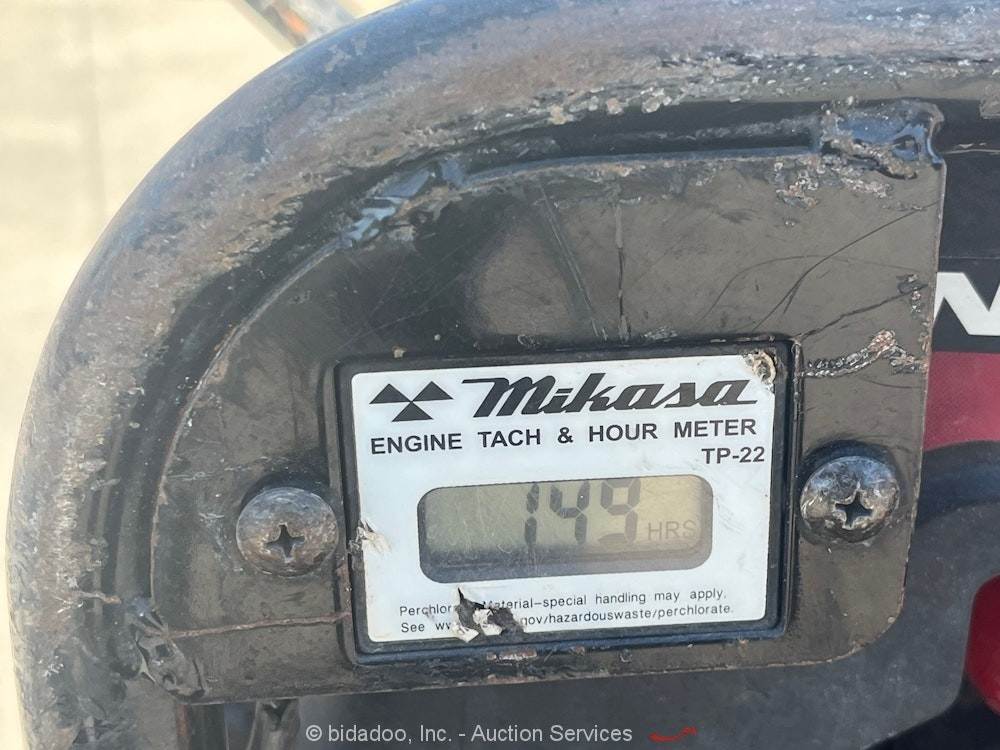 Mikasa
ENGINE TACH & HOUR METER
TP-22
149 HRS
Material-special handling may apply.
See gov/hazardouswaste/perchlorate.
N
© bidadoo, Inc. - Auction Services